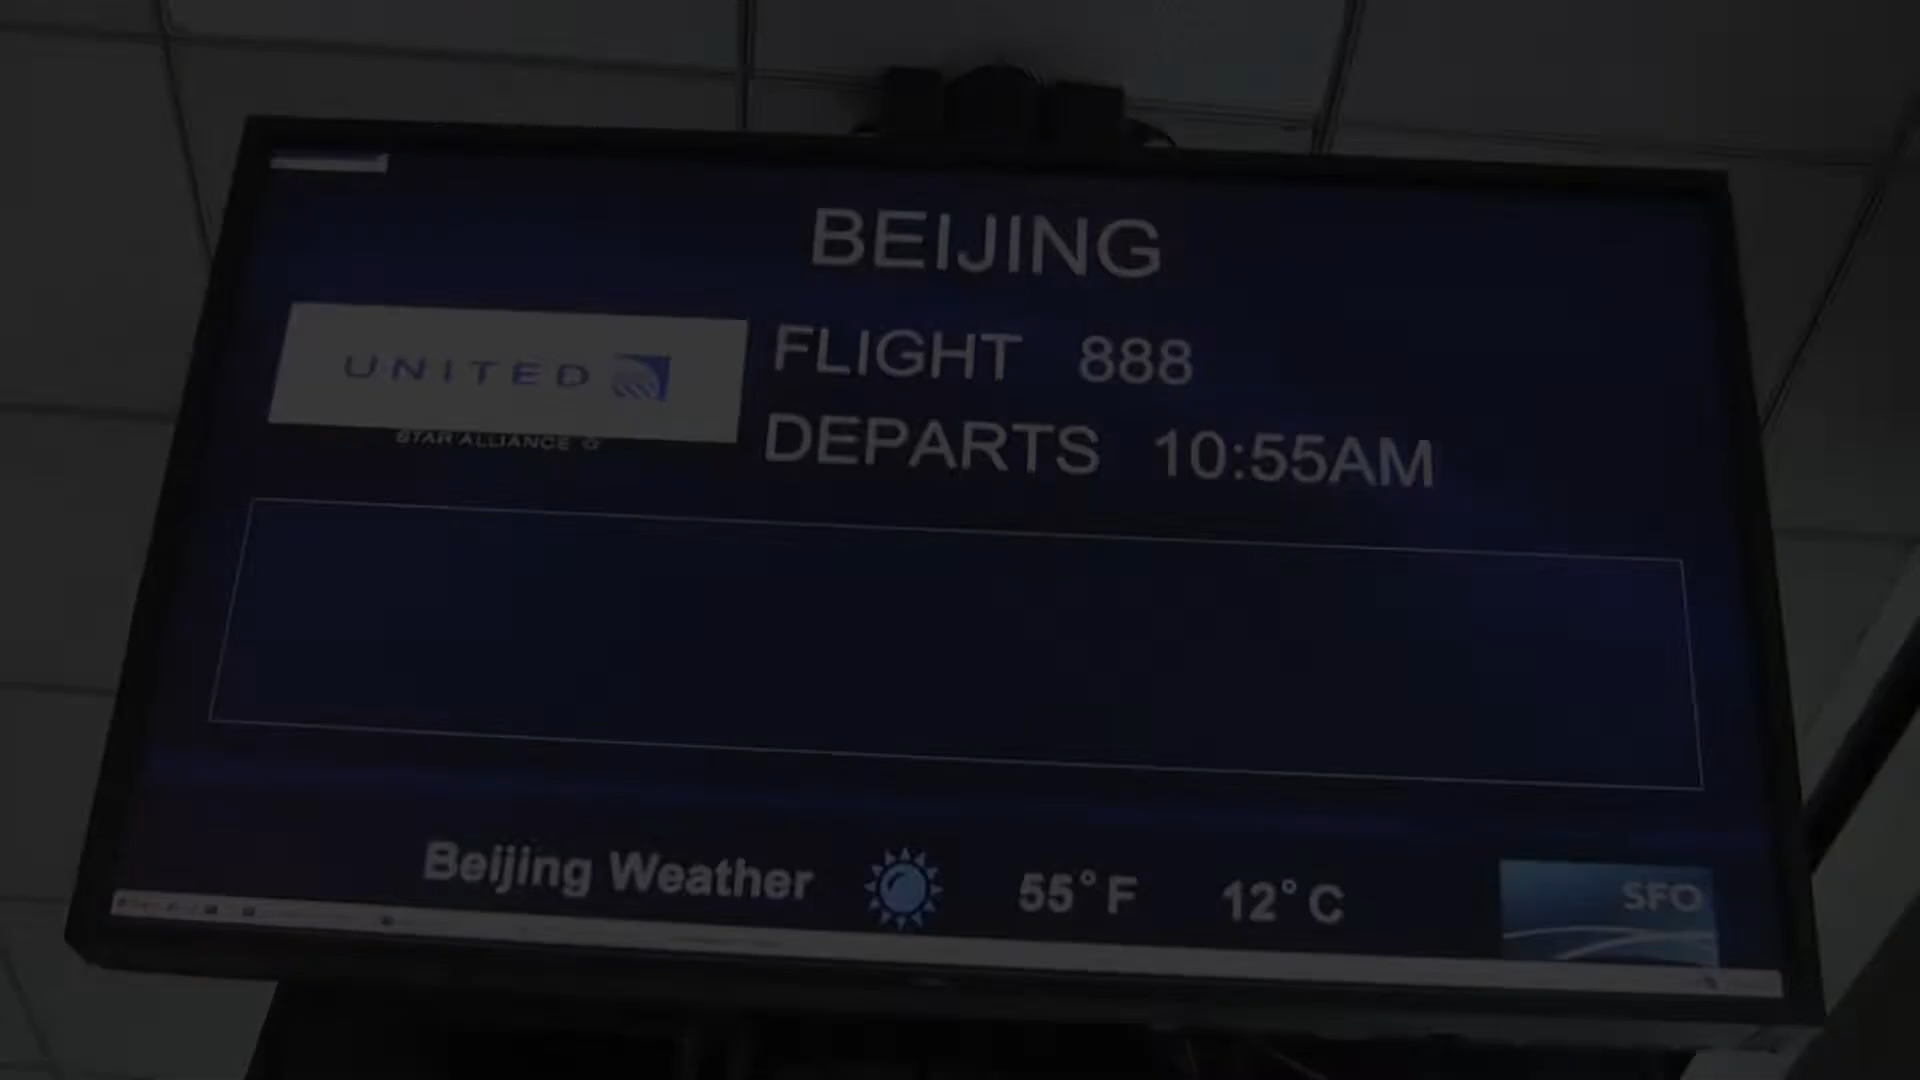 BEIJING
UNITED
STAR ALLIANCE
FLIGHT 888
DEPARTS 10:55AM
Beijing Weather 55°F 12°C
SFO